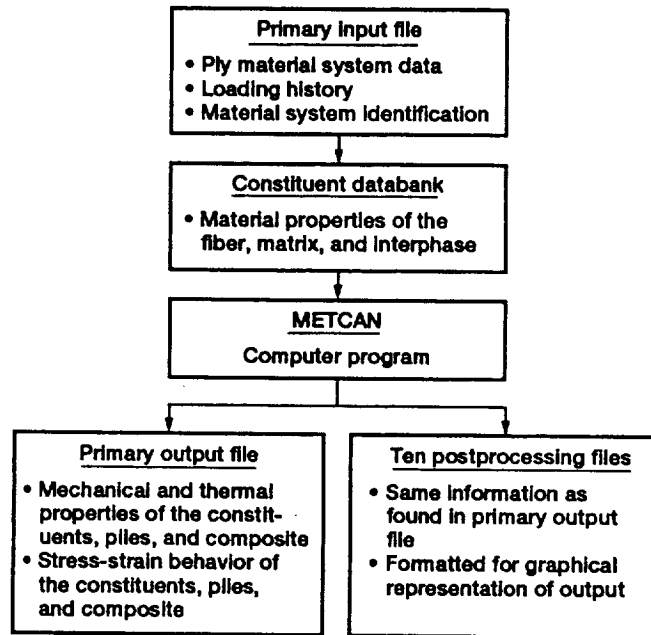 Primary input file
• Ply material system data
• Loading history
• Material system identification
Constituent databank
• Material properties of the
fiber, matrix, and interphase
METCAN
Computer program
Primary output file
• Mechanical and thermal
properties of the constit-
uents, piles, and composite
• Stress-strain behavior of
the constituents, piles,
and composite
Ten postprocessing files
• Same information as
found in primary output
file
• Formatted for graphical
representation of output